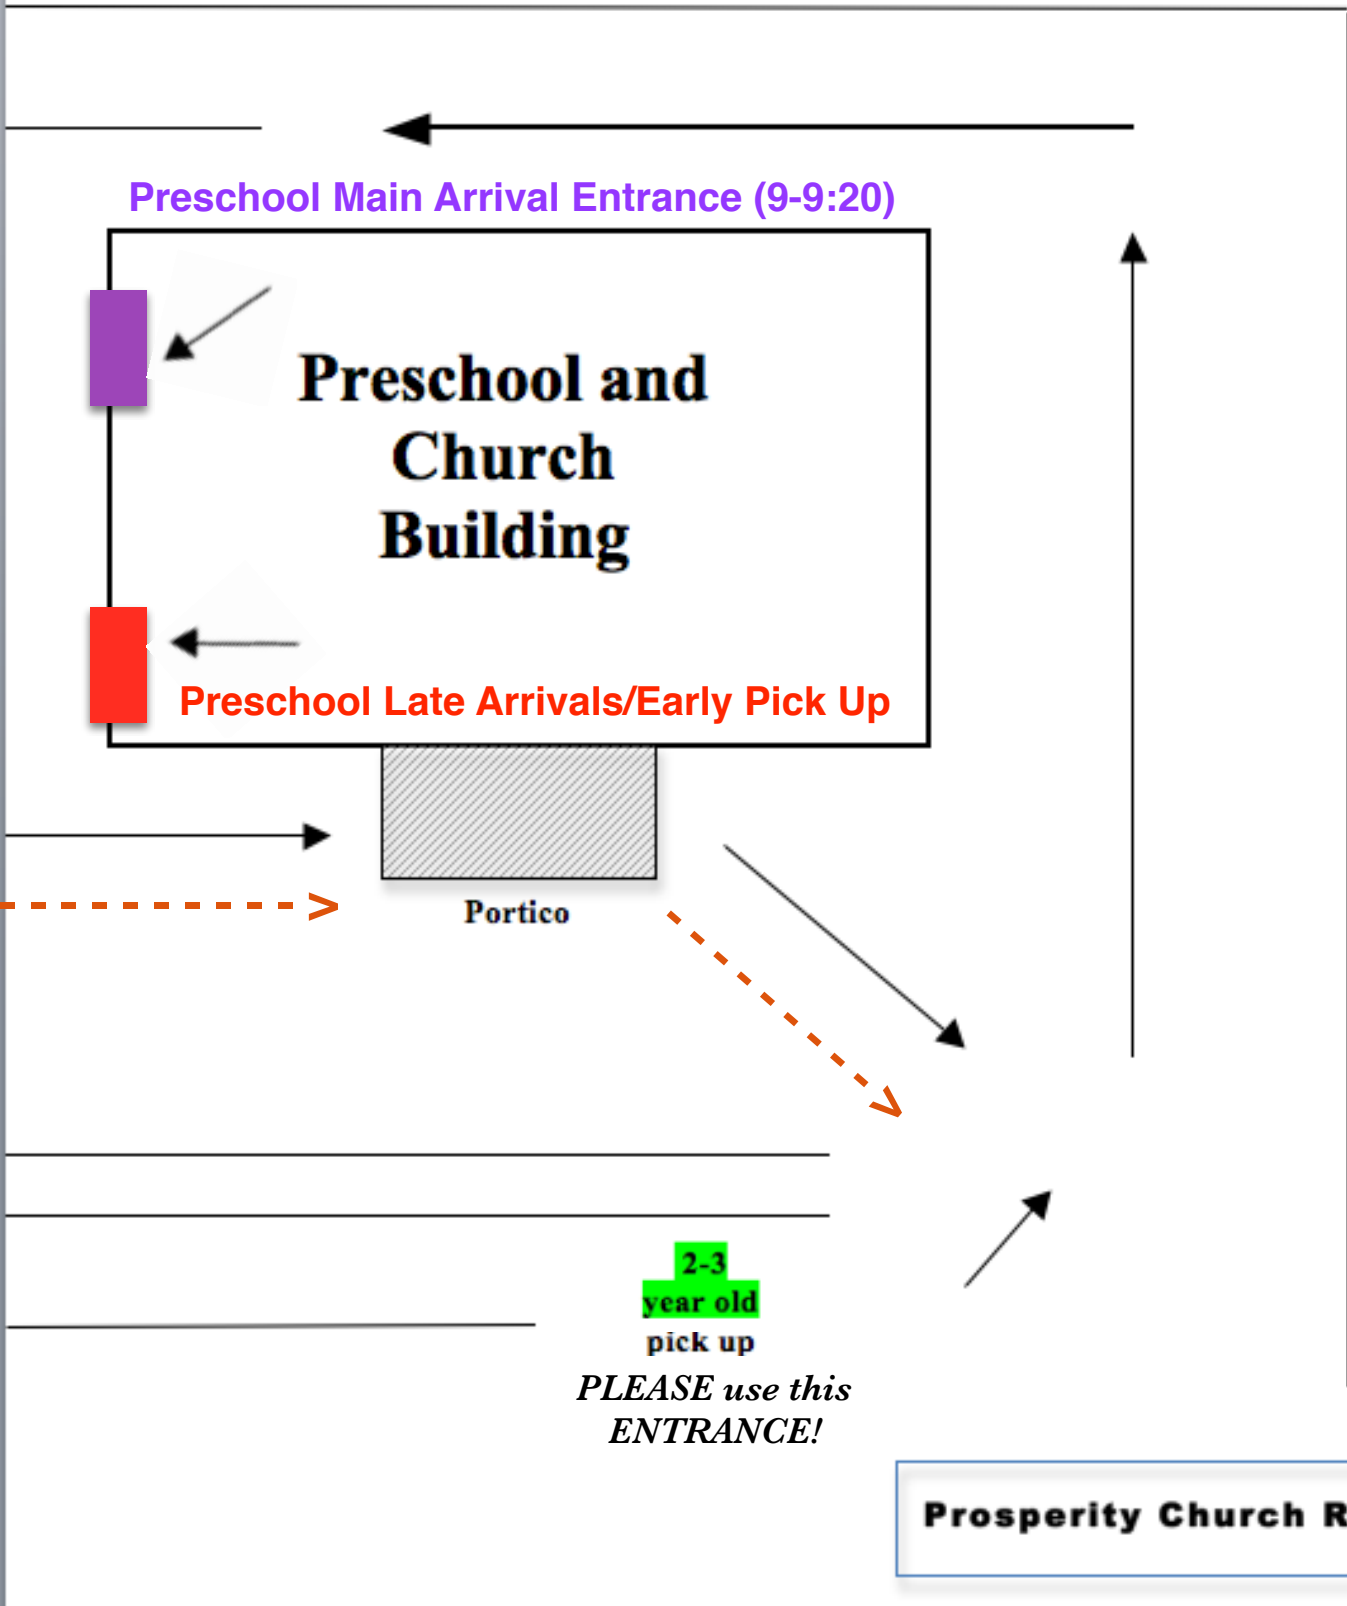 Preschool Main Arrival Entrance (9-9:20)
Preschool and
Church
Building
Preschool Late Arrivals/Early Pick Up
Portico
2-3
year old
pick up
PLEASE use this
ENTRANCE!
Prosperity Church R